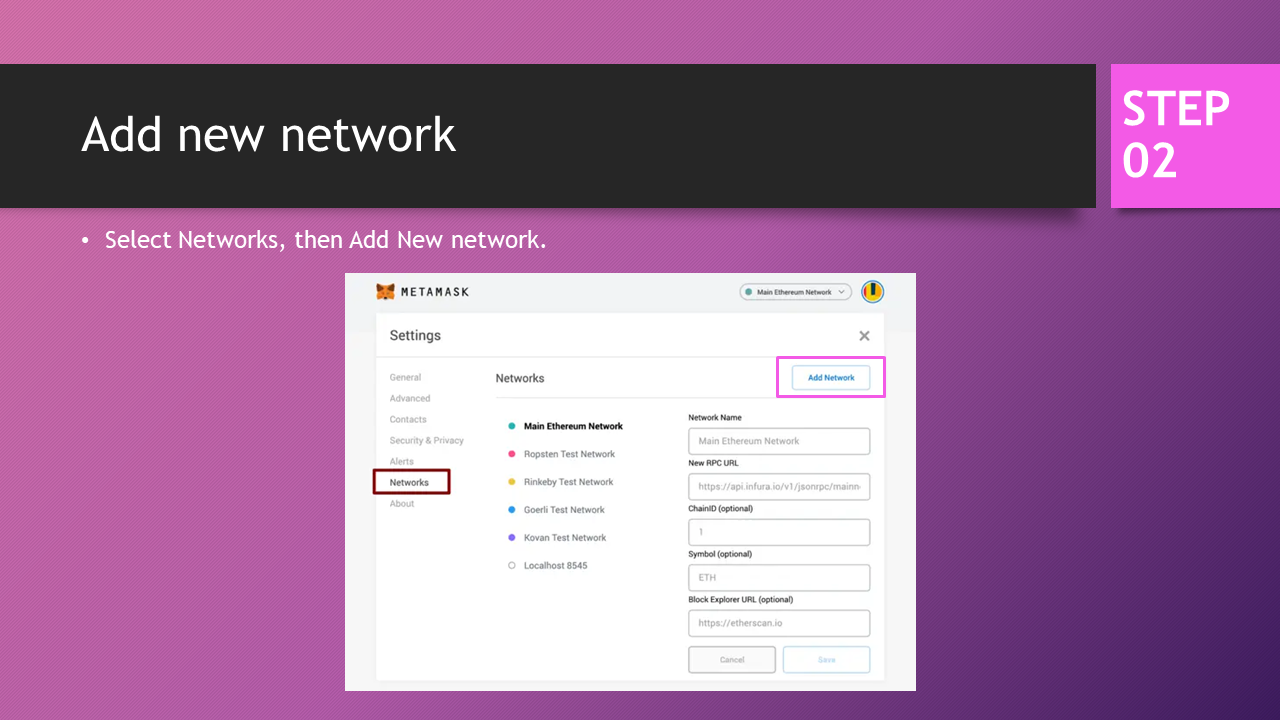 STEP
02
Add new network
• Select Networks, then Add New network.
METAMASK
Main Ethereum Network
Settings
General
Advanced
Contacts
Security & Privacy
Alerts
Networks
About
Networks
Add Network
Main Ethereum Network
Ropsten Test Network
Rinkeby Test Network
Goerli Test Network
Kovan Test Network
Localhost 8545
Network Name
Main Ethereum Network
New RPC URL
https://api.infura.io/v1/jsonrpc/mainn
ChainID (optional)
1
Symbol (optional)
ETH
Block Explorer URL (optional)
https://etherscan.io
Cancel
Save